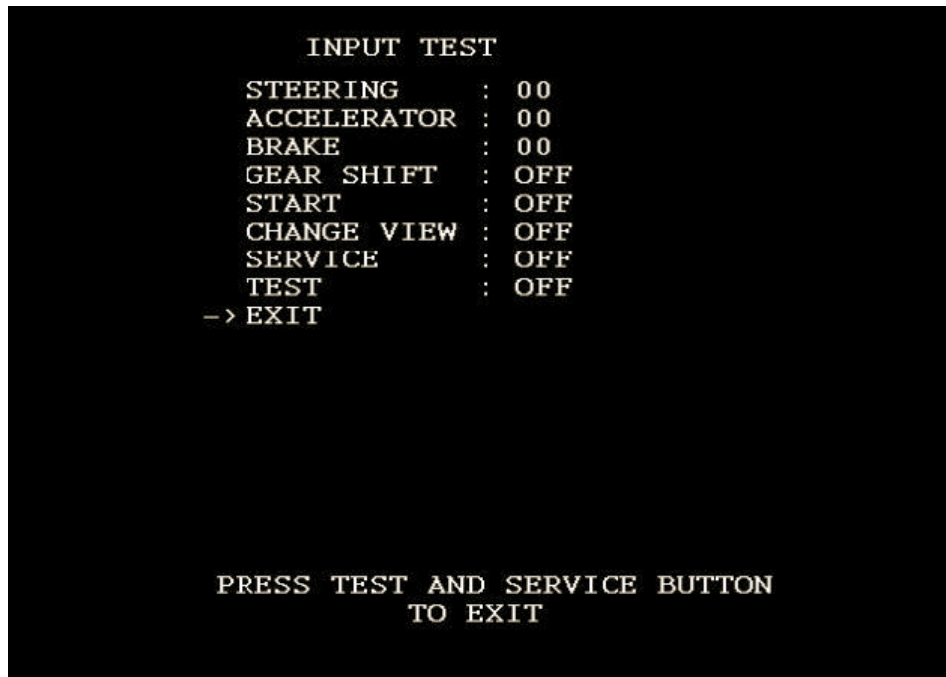 INPUT TEST
STEERING : 00
ACCELERATOR : 00
BRAKE : 00
GEAR SHIFT : OFF
START : OFF
CHANGE VIEW : OFF
SERVICE : OFF
TEST : OFF
–> EXIT
PRESS TEST AND SERVICE BUTTON
TO EXIT